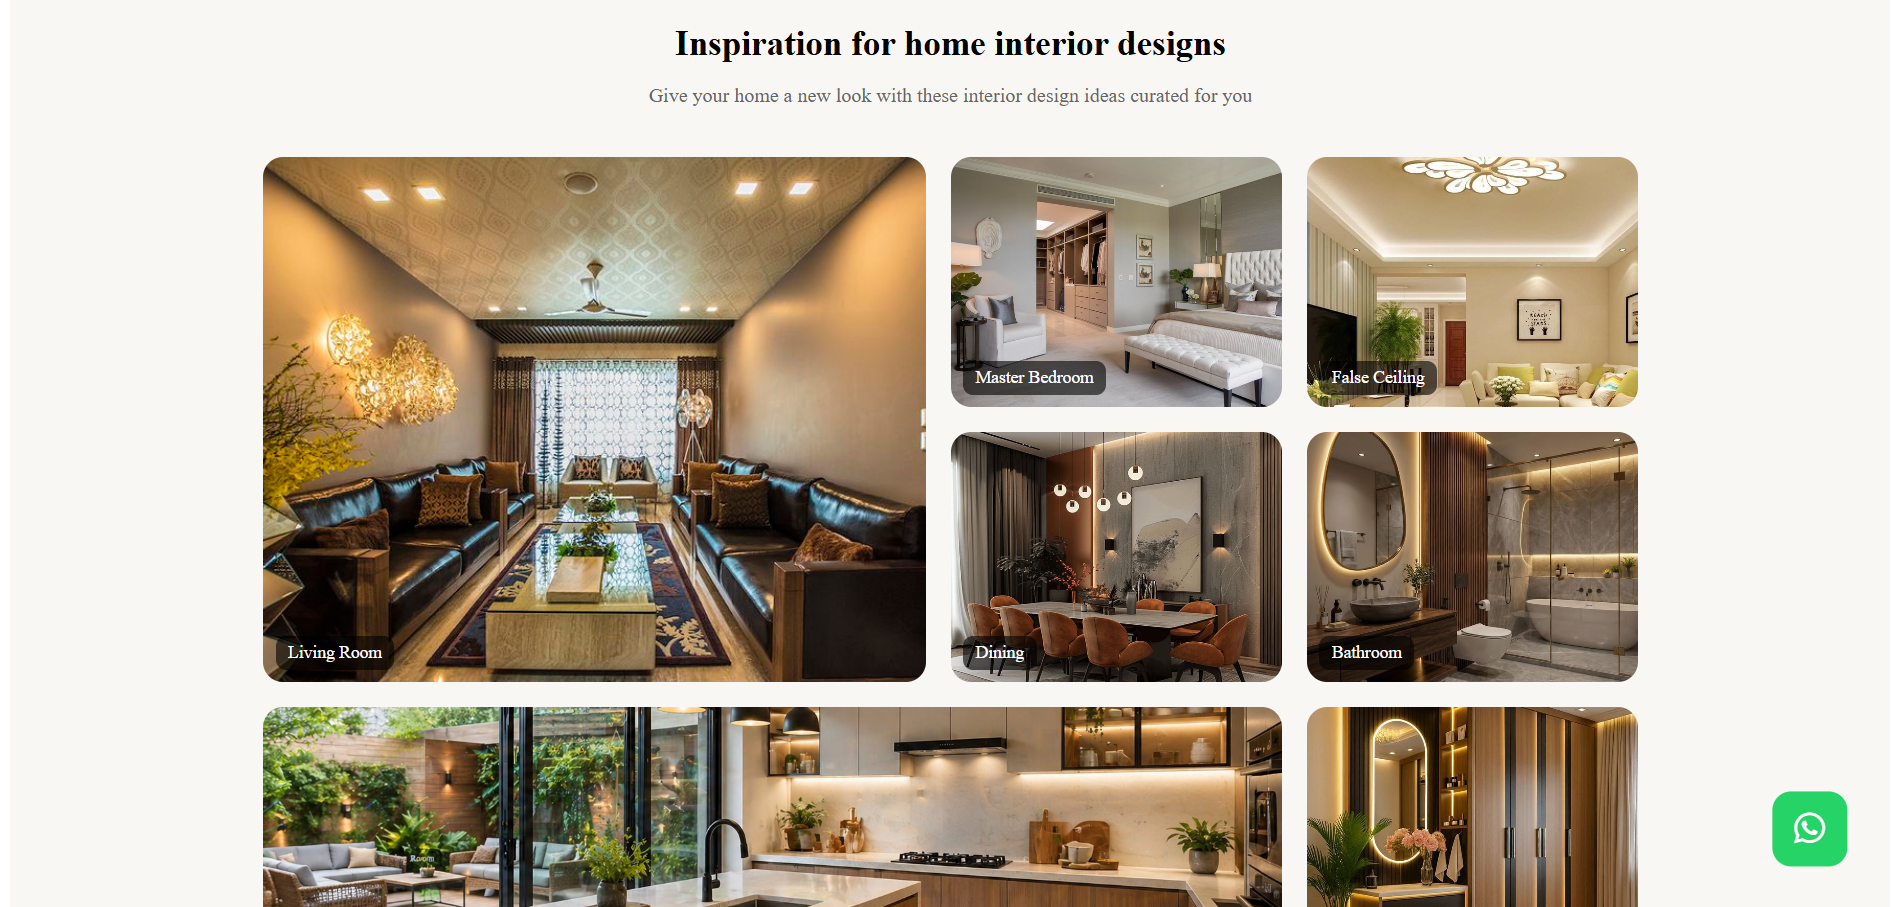 Inspiration for home interior designs
Give your home a new look with these interior design ideas curated for you
Master Bedroom
False Ceiling
Living Room
Dining
Bathroom
Room